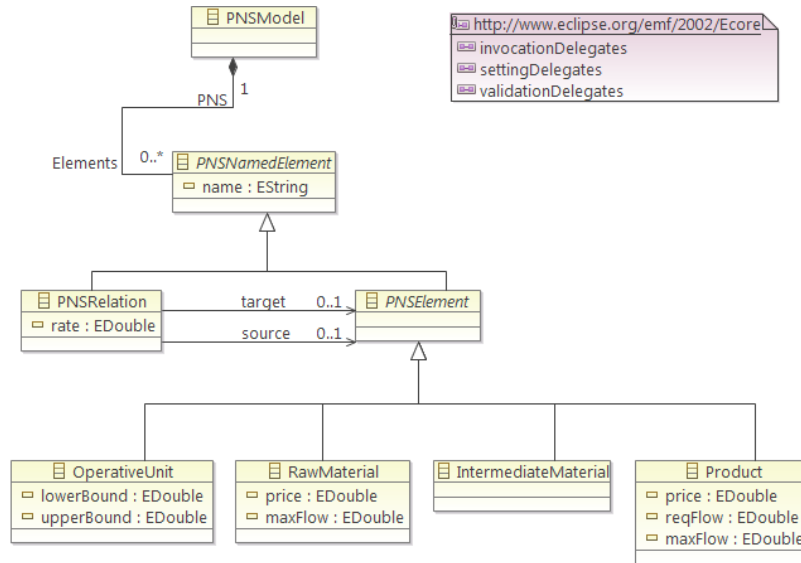 PNSModel
http://www.eclipse.org/emf/2002/Ecore
invocationDelegates
settingDelegates
validationDelegates
1
PNS
Elements
0..*
PNSNamedElement
name : EString
PNSRelation
rate : EDouble
target
0..1
source
0..1
PNSElement
OperativeUnit
lowerBound : EDouble
upperBound : EDouble
RawMaterial
price : EDouble
maxFlow : EDouble
IntermediateMaterial
Product
price : EDouble
reqFlow : EDouble
maxFlow : EDouble